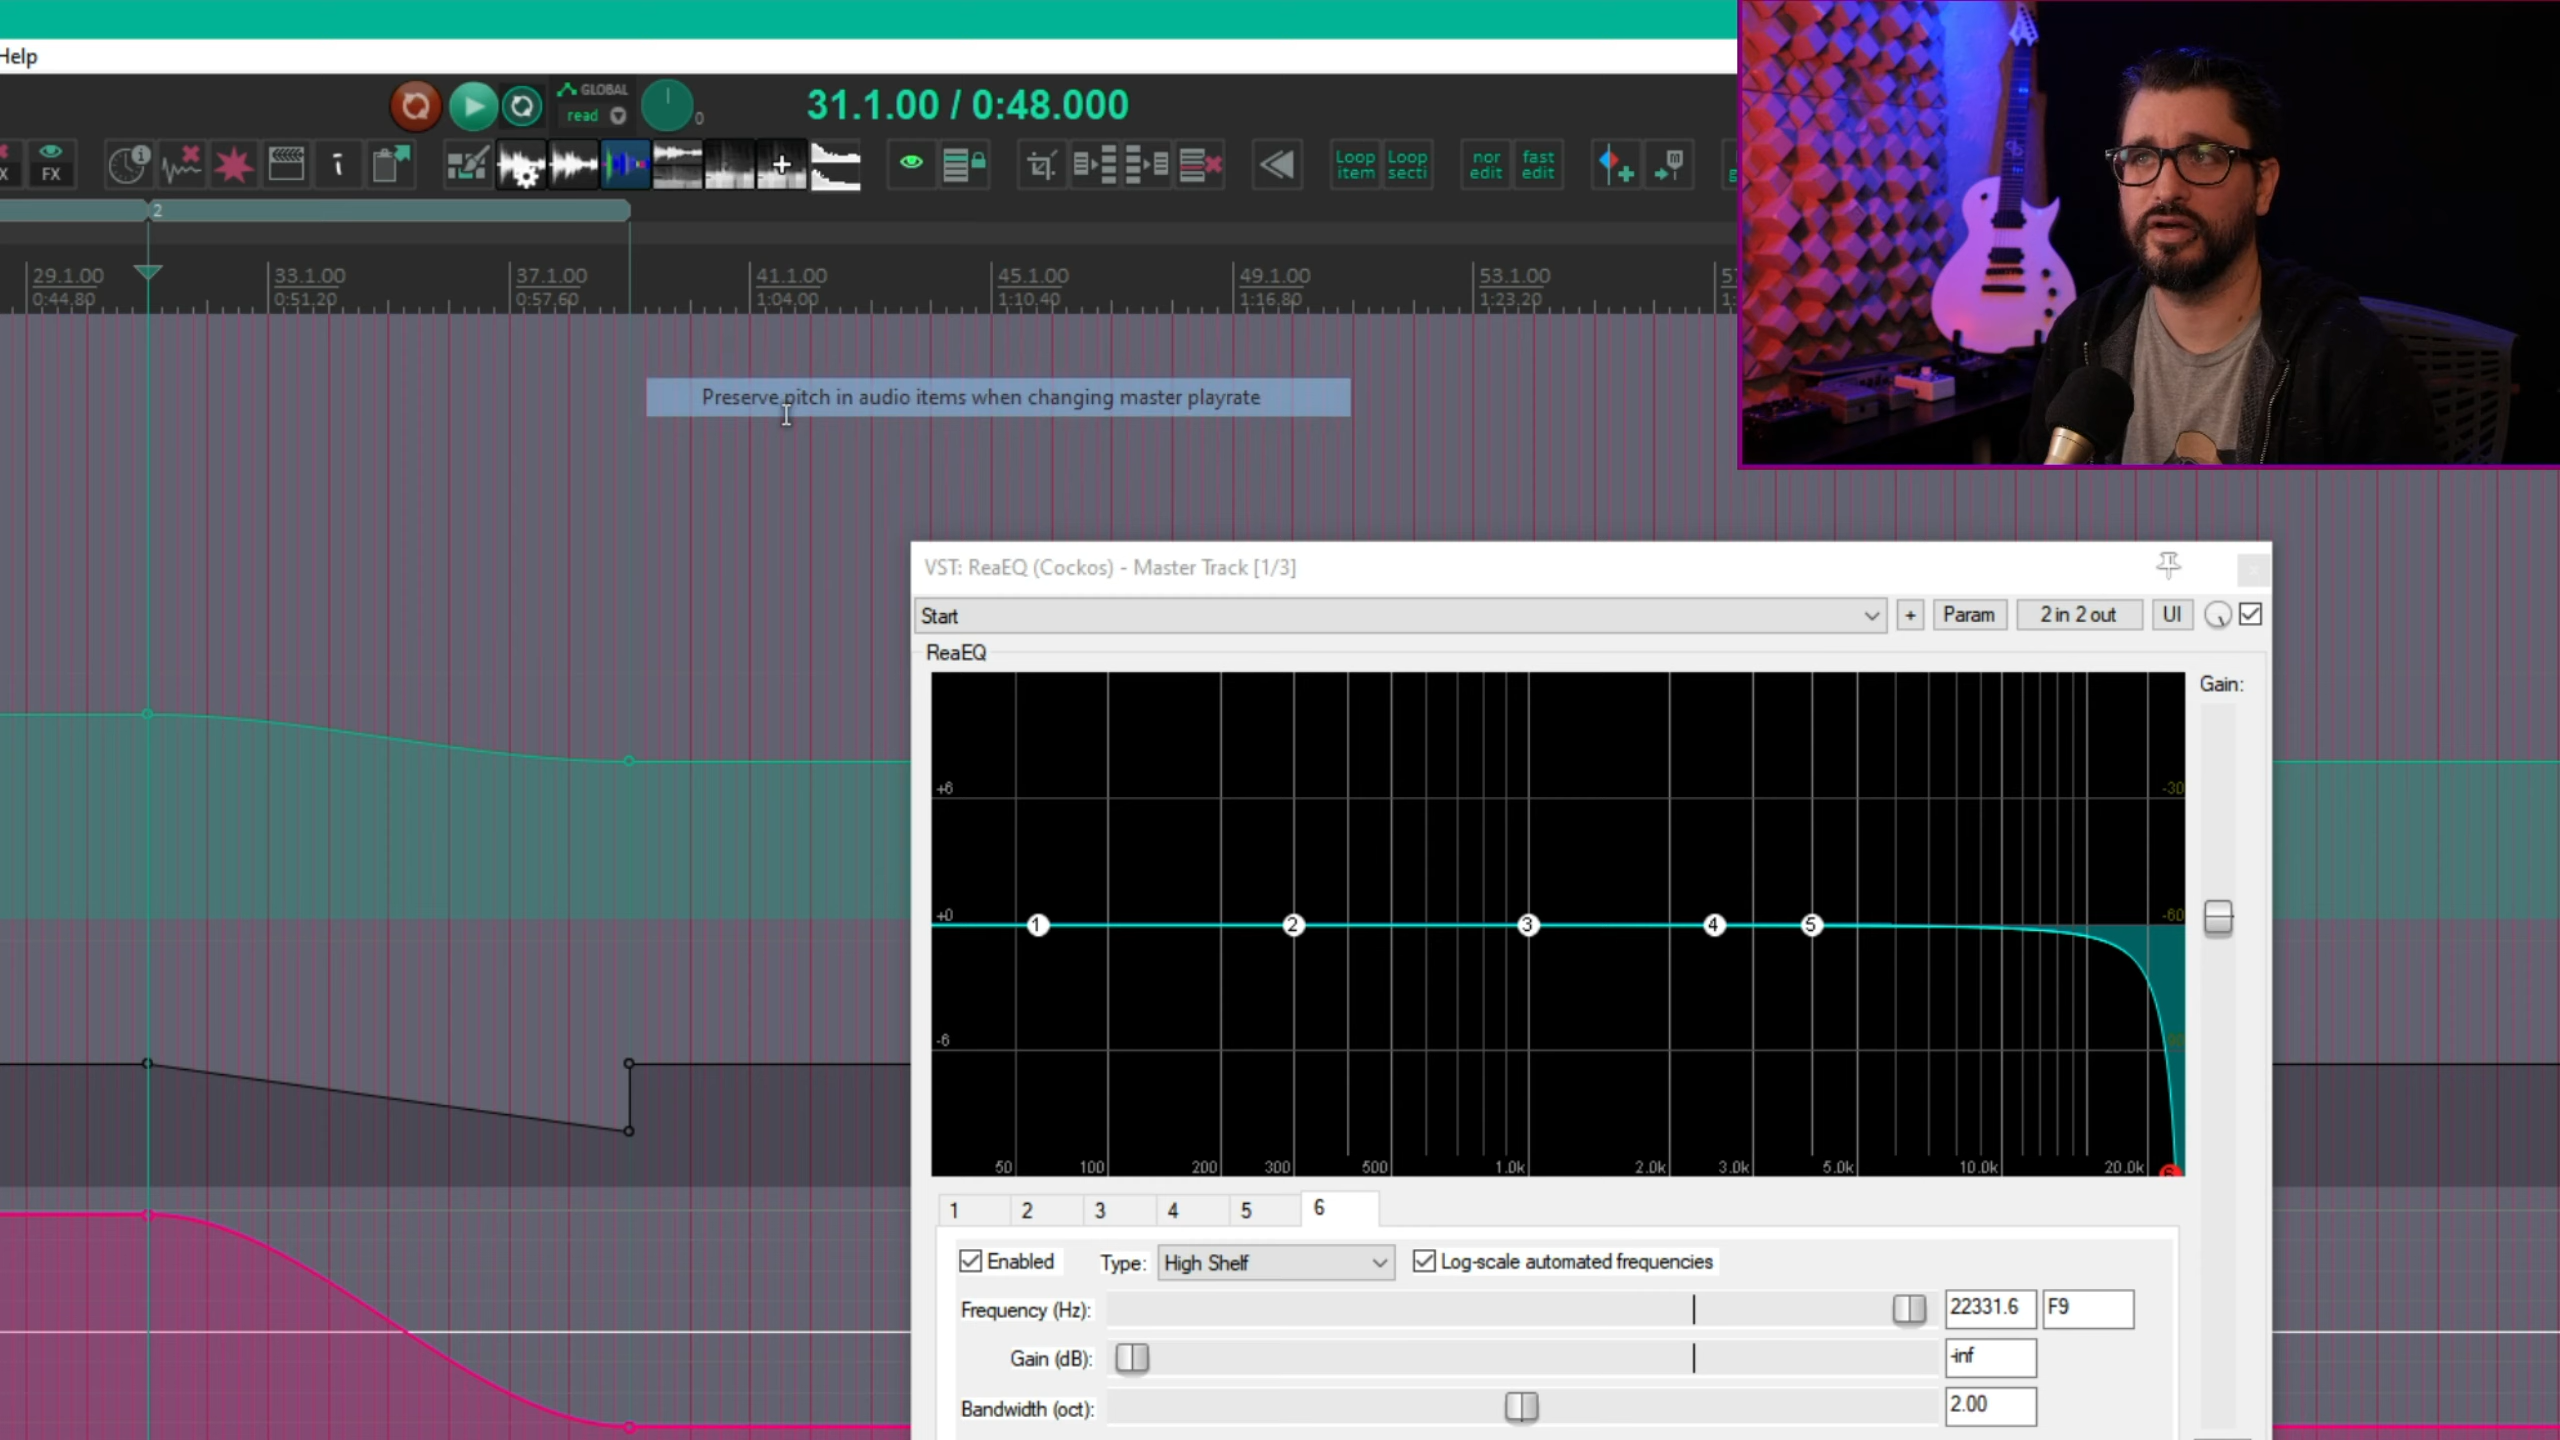 Help
GLOBAL
read
0
31.1.00 / 0:48.000
FX
i
Loop item
Loop secti
nor edit
fast edit
2
29.1.00
0:44.80
33.1.00
0:51.20
37.1.00
0:57.60
41.1.00
1:04.00
45.1.00
1:10.40
49.1.00
1:16.80
53.1.00
1:23.20
Preserve pitch in audio items when changing master playrate
VST: ReaEQ (Cockos) - Master Track [1/3]
Start
+
Param
2 in 2 out
UI
ReaEQ
Gain:
+6
-30
+0
-60
1
2
3
4
5
-6
50
100
200
300
500
1.0k
2.0k
3.0k
5.0k
10.0k
20.0k
6
1
2
3
4
5
6
Enabled
Type:
High Shelf
Log-scale automated frequencies
Frequency (Hz):
22331.6
F9
Gain (dB):
-inf
Bandwidth (oct):
2.00